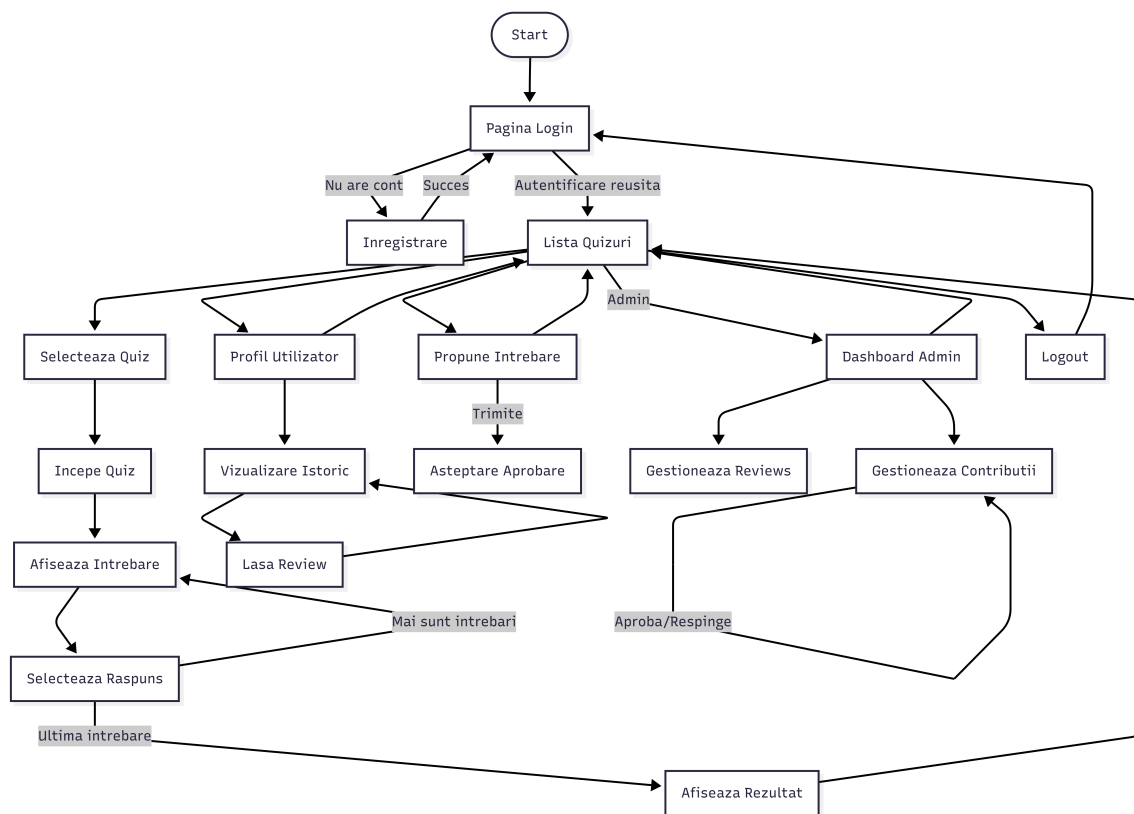 Start
Pagina Login
Nu are cont
Succes
Autentificare reusita
Inregistrare
Lista Quizuri
Admin
Selecteaza Quiz
Profil Utilizator
Propune Intrebare
Dashboard Admin
Logout
Trimite
Incepe Quiz
Vizualizare Istoric
Asteptare Aprobare
Gestioneaza Reviews
Gestioneaza Contributii
Afiseaza Intrebare
Lasa Review
Mai sunt intrebari
Aproba/Respinge
Selecteaza Raspuns
Ultima intrebare
Afiseaza Rezultat